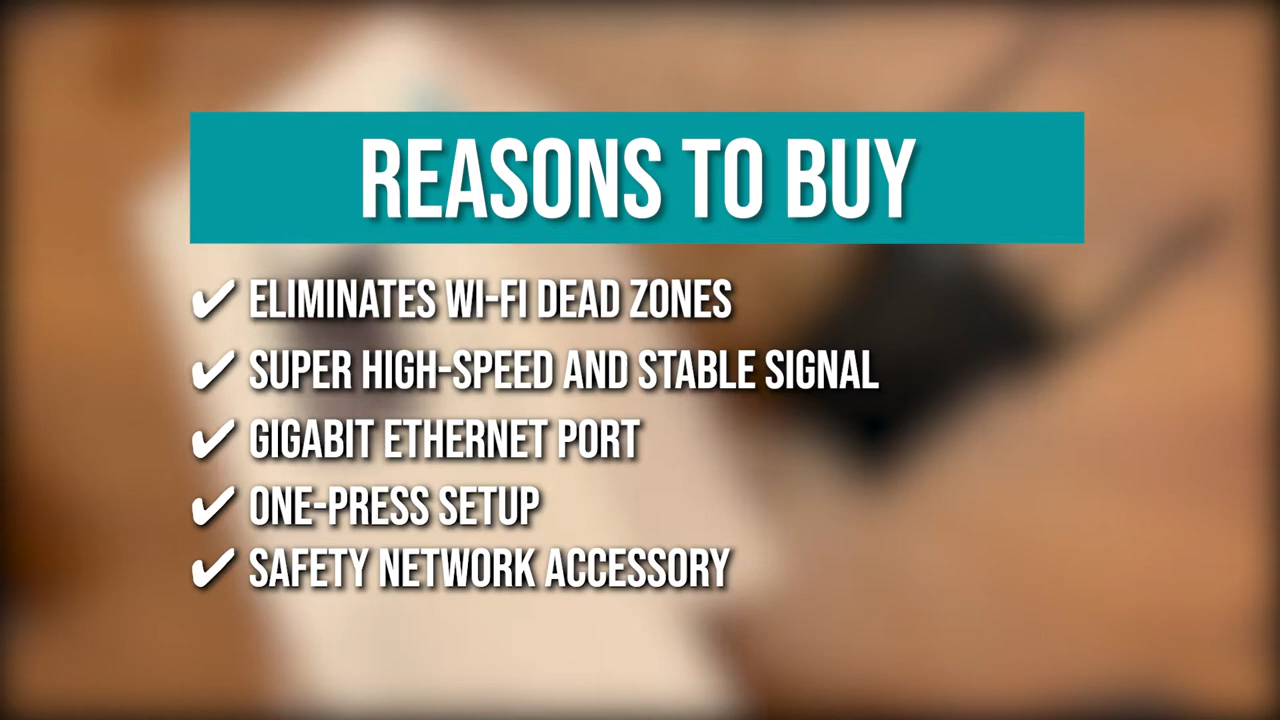 REASONS TO BUY
✔ ELIMINATES WI-FI DEAD ZONES
✔ SUPER HIGH-SPEED AND STABLE SIGNAL
✔ GIGABIT ETHERNET PORT
✔ ONE-PRESS SETUP
✔ SAFETY NETWORK ACCESSORY